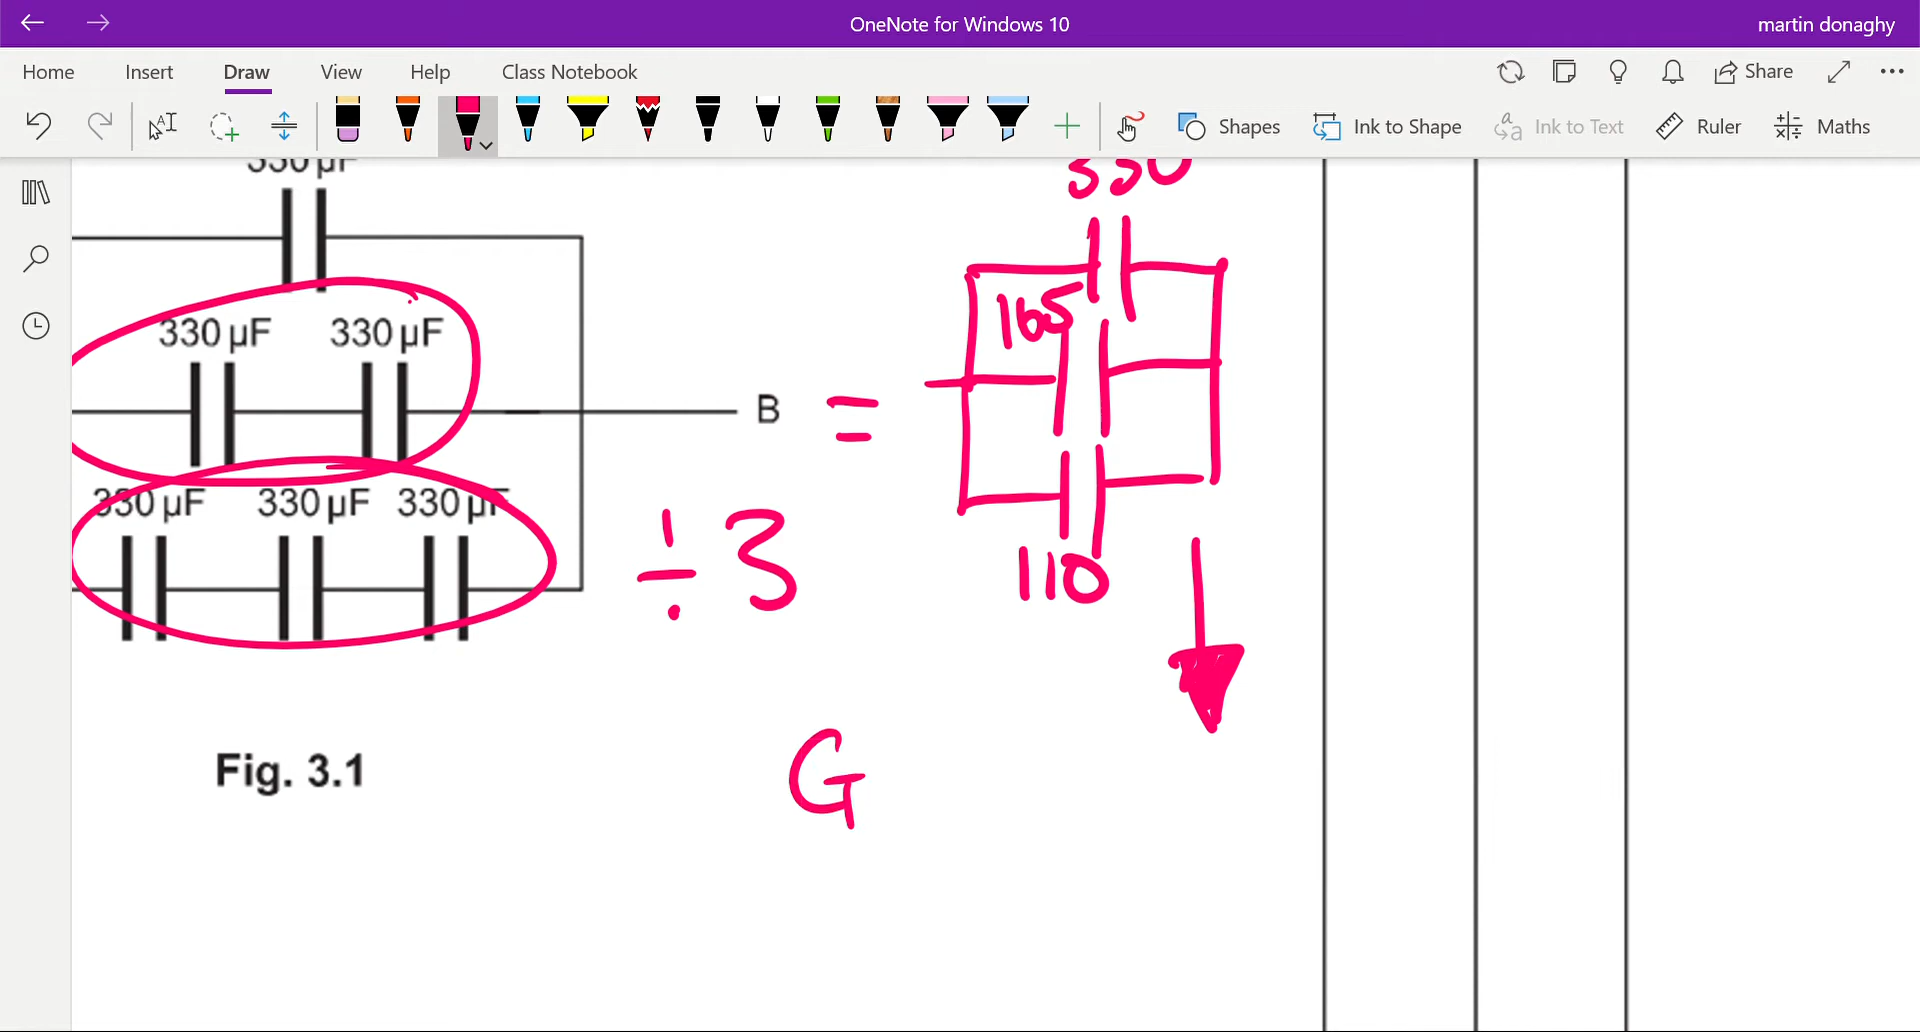 OneNote for Windows 10
martin donaghy
Home Insert Draw View Help Class Notebook
Share
Shapes Ink to Shape Ink to Text Ruler Maths
330 µF
330
165
330 µF 330 µF
B =
330 µF 330 µF 330 µF
÷ 3
110
Fig. 3.1
G